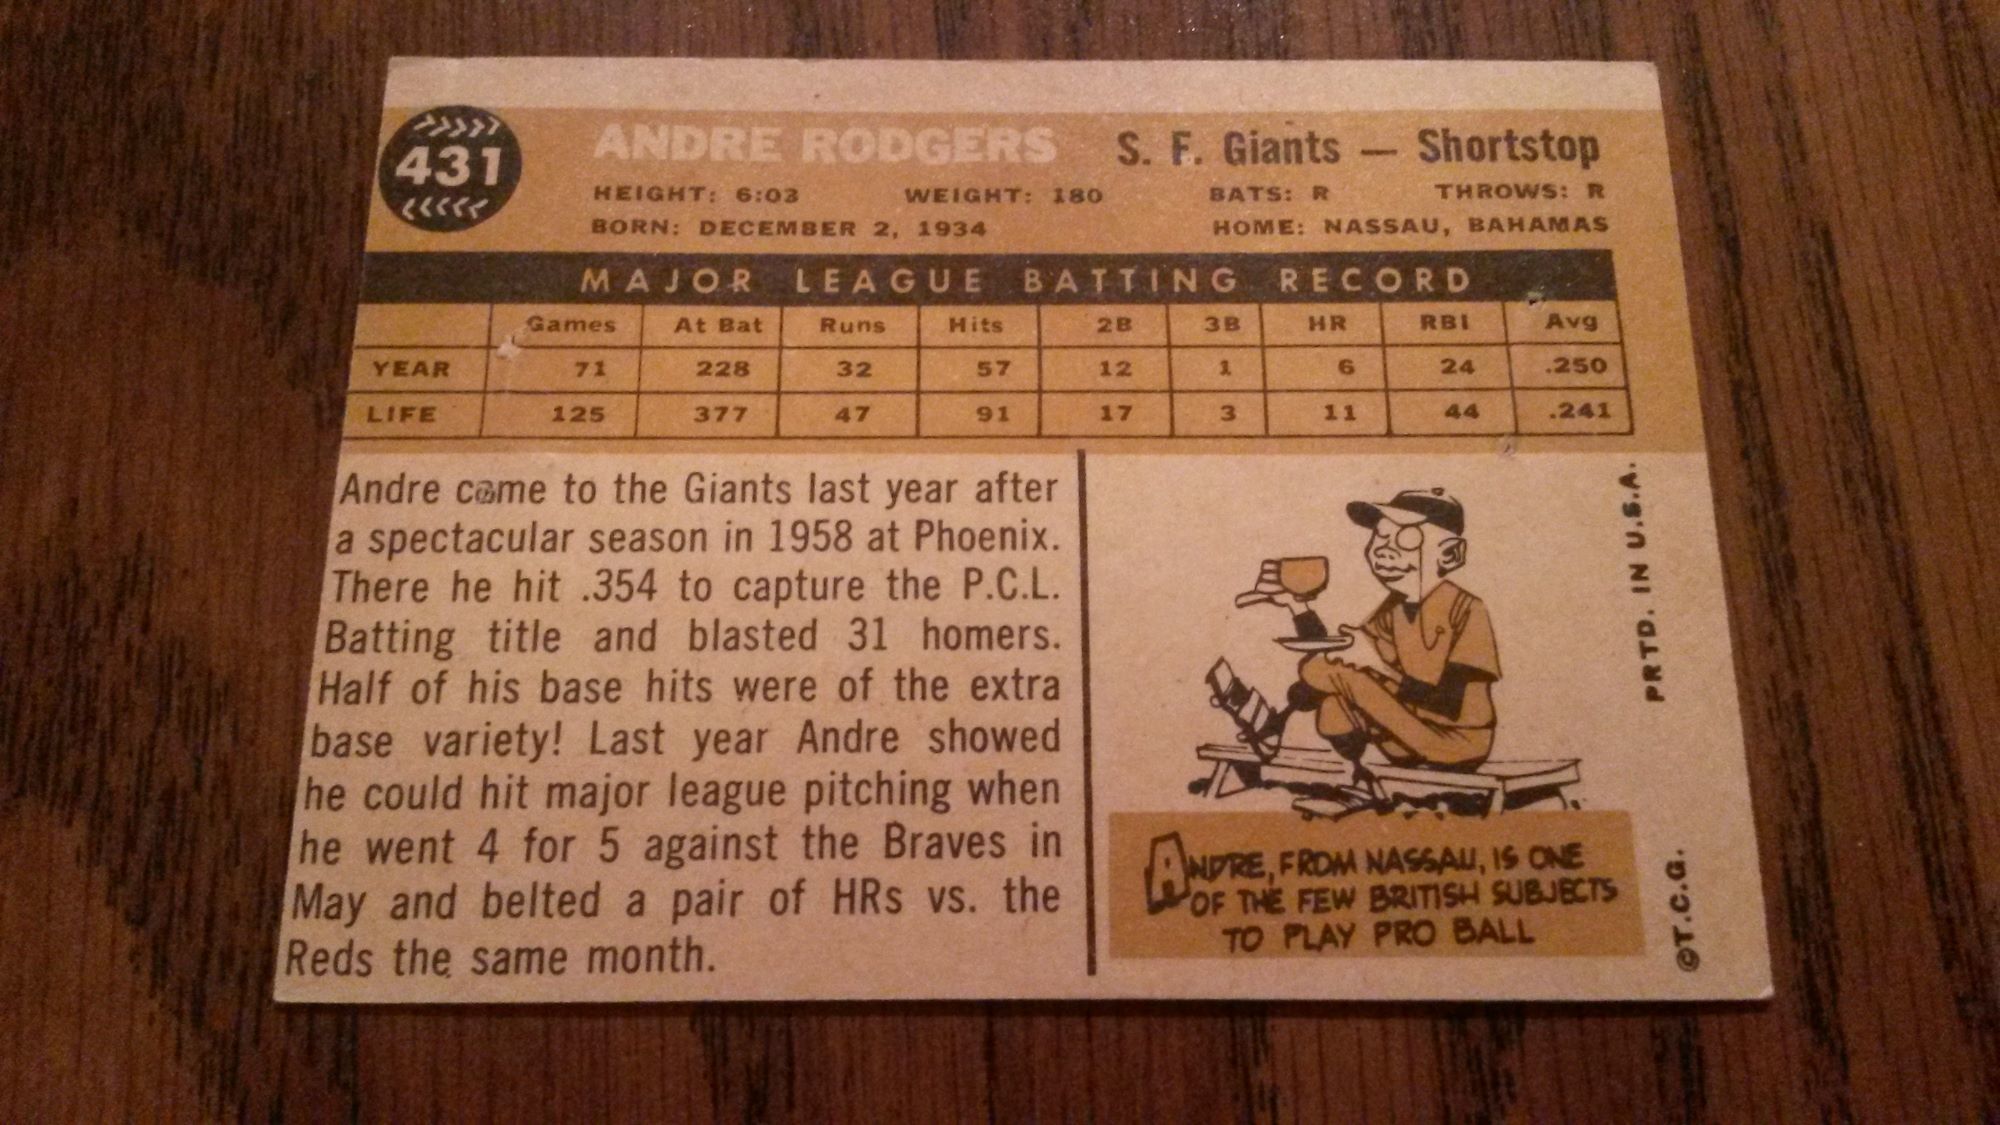 431
ANDRE RODGERS S. F. Giants — Shortstop
HEIGHT: 6:03 WEIGHT: 180 BATS: R THROWS: R
BORN: DECEMBER 2, 1934 HOME: NASSAU, BAHAMAS
MAJOR LEAGUE BATTING RECORD
Games At Bat Runs Hits 2B 3B HR RBI Avg
YEAR 71 228 32 57 12 1 6 24 .250
LIFE 125 377 47 91 17 3 11 44 .241
Andre came to the Giants last year after
a spectacular season in 1958 at Phoenix.
There he hit .354 to capture the P.C.L.
Batting title and blasted 31 homers.
Half of his base hits were of the extra
base variety! Last year Andre showed
he could hit major league pitching when
he went 4 for 5 against the Braves in
May and belted a pair of HRs vs. the
Reds the same month.
ANDRE, FROM NASSAU, IS ONE
OF THE FEW BRITISH SUBJECTS
TO PLAY PRO BALL
©T.C.G. PRTD. IN U.S.A.